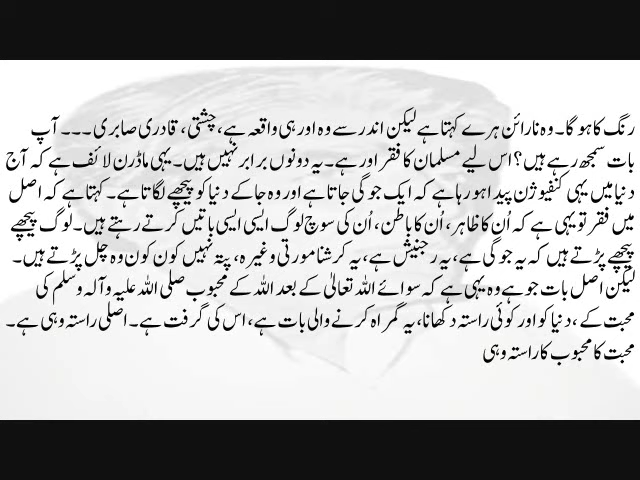 رنگ کا ہو گا۔ وہ نارائن ہرے کہتا ہے لیکن اندر سے وہ اور ہی واقعہ ہے، چشتی، قادری صابری ۔۔۔ آپ
بات سمجھ رہے ہیں؟ اس لیے مسلمان کا فقر اور ہے۔ یہ دونوں برابر نہیں ہیں۔ یہی ماڈرن لائف ہے کہ آج
دنیا میں یہی کنفیوژن پیدا ہو رہا ہے کہ ایک جوگی جاتا ہے اور وہ جا کے دنیا کو پیچھے لگاتا ہے۔ کہتا ہے کہ اصل
میں فقر تو یہی ہے کہ اُن کا ظاہر، اُن کا باطن، اُن کی سوچ لوگ ایسی ایسی باتیں کرتے رہتے ہیں۔ لوگ پیچھے
پیچھے پڑتے ہیں کہ یہ جوگی ہے، یہ رجنیش ہے، یہ کرشنا مورتی وغیرہ، پتہ نہیں کون کون وہ چل پڑتے ہیں۔
لیکن اصل بات جو ہے وہ یہی ہے کہ سوائے اللہ تعالیٰ کے بعد اللہ کے محبوب صلی اللہ علیہ و آلہ وسلم کی
محبت کے، دنیا کو اور کوئی راستہ دکھانا، یہ گمراہ کرنے والی بات ہے، اس کی گرفت ہے۔ اصلی راستہ وہی ہے۔
محبت کا محبوب کا راستہ وہی